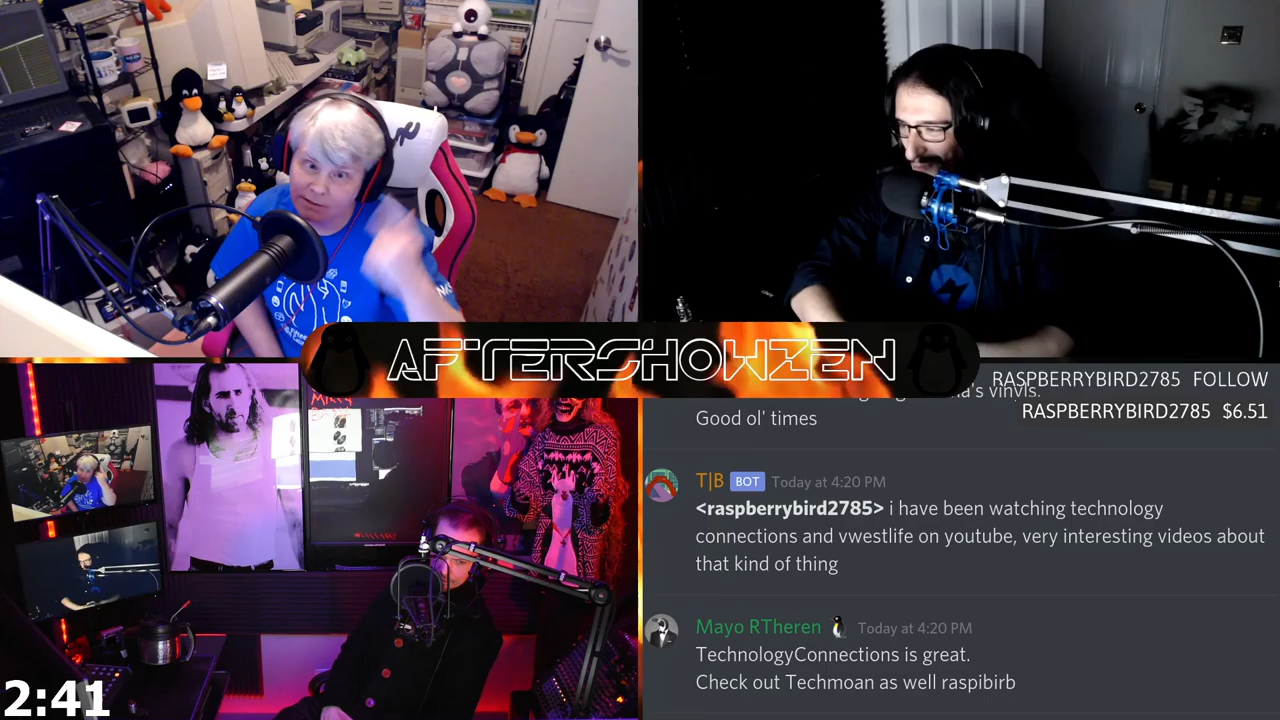 AFTERSHOWZEN
RASPBERRYBIRD2785 FOLLOW
's vinyls.
RASPBERRYBIRD2785 $6.51
Good ol' times
T|B BOT Today at 4:20 PM
<raspberrybird2785> i have been watching technology
connections and vwestlife on youtube, very interesting videos about
that kind of thing
Mayo RTheren Today at 4:20 PM
TechnologyConnections is great.
Check out Techmoan as well raspibirb
2:41